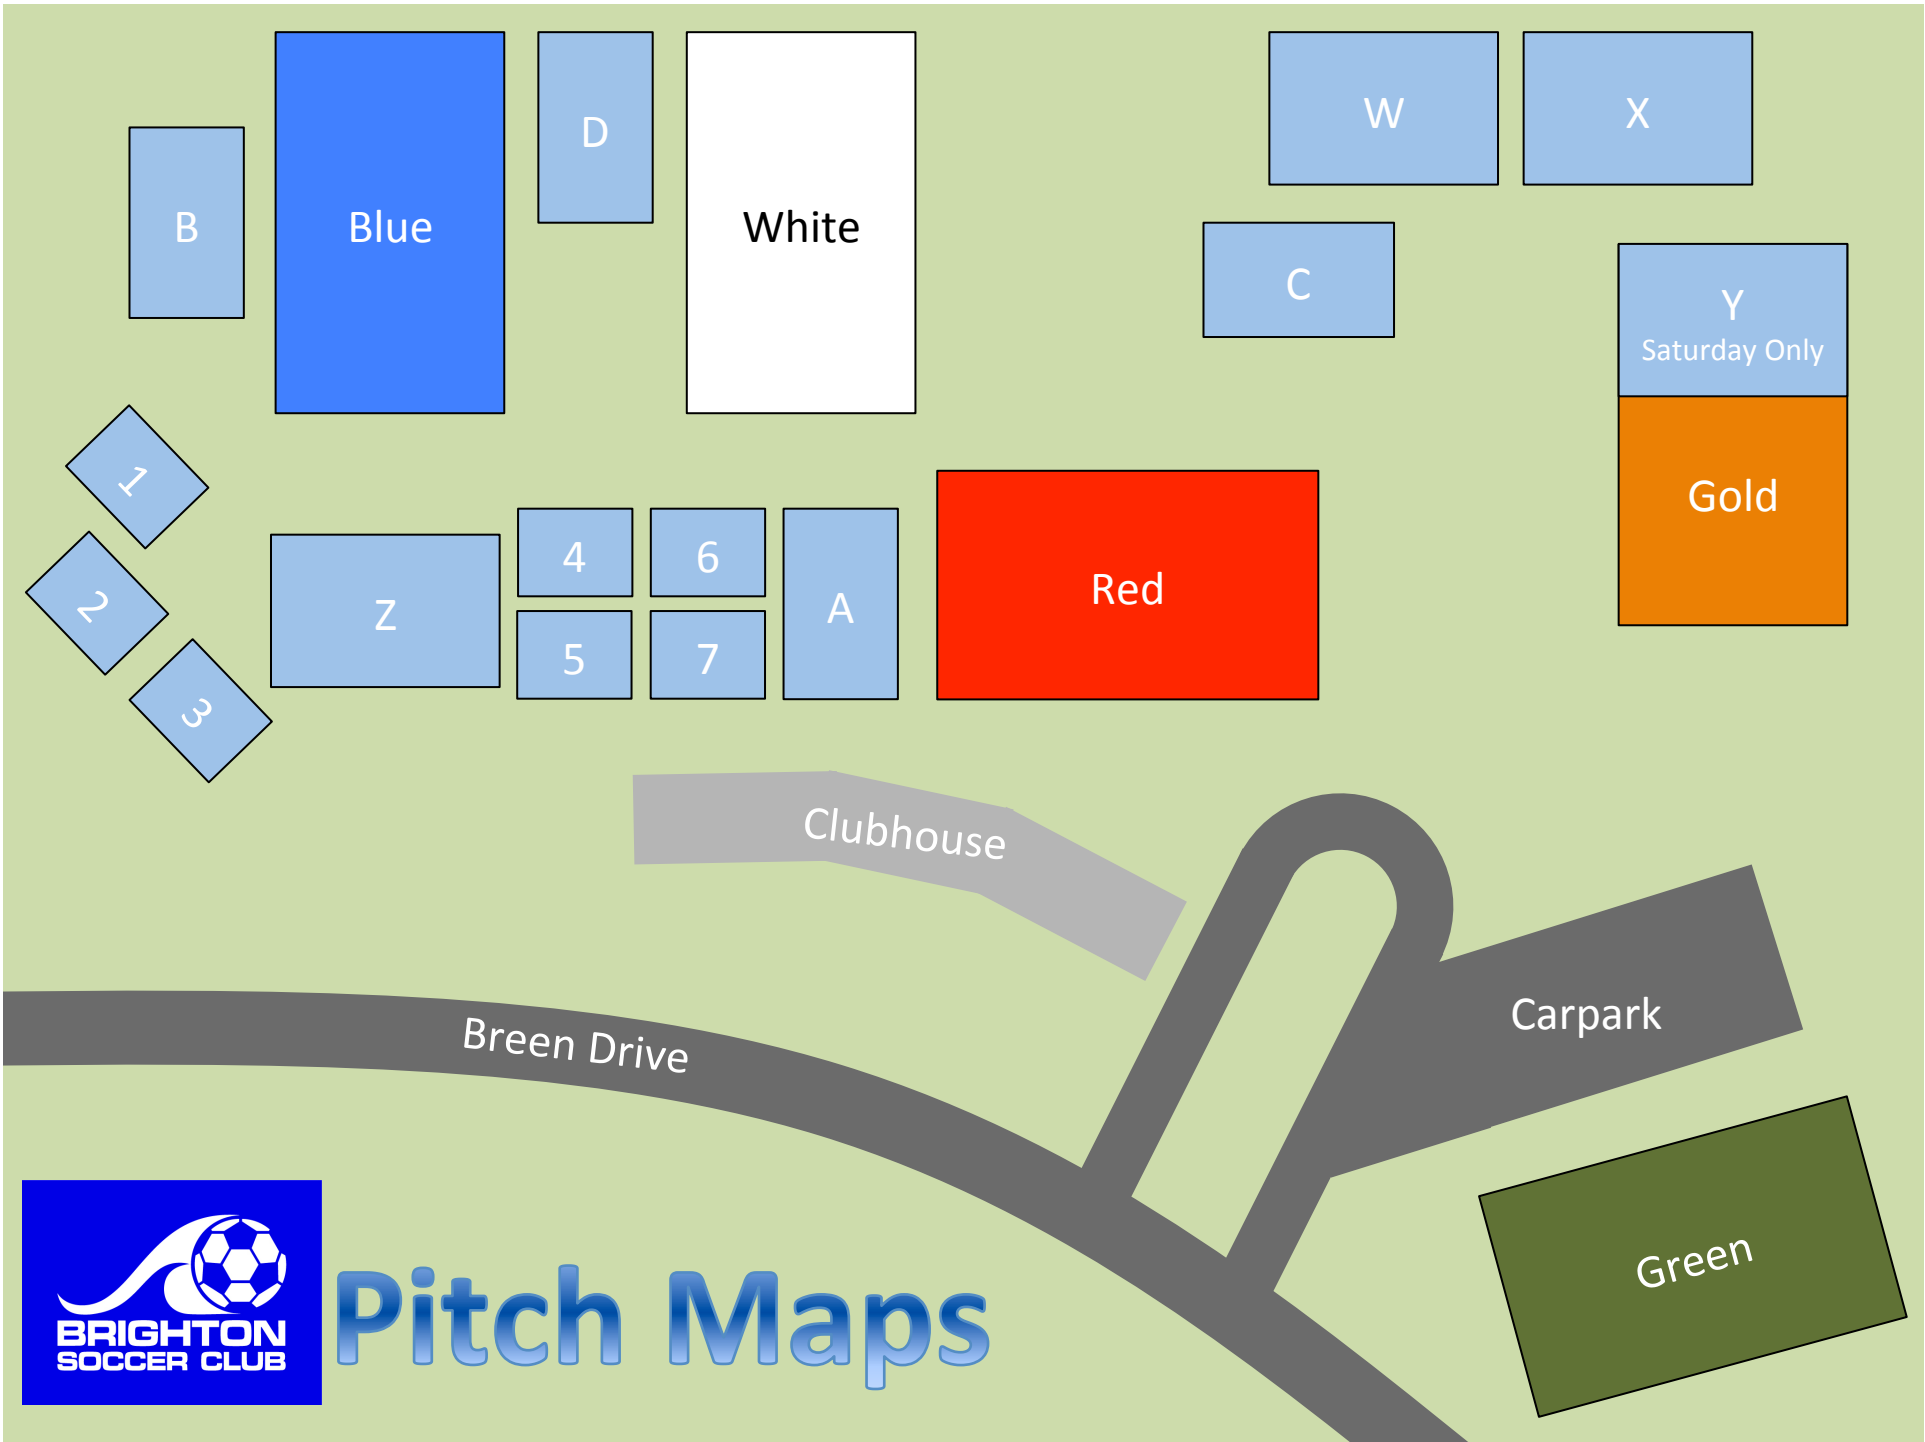 D
W
X
B
Blue
White
C
Y
Saturday Only
1
Gold
4
6
2
Z
5
7
A
Red
3
Clubhouse
Carpark
Breen Drive
Green
BRIGHTON
SOCCER CLUB
Pitch Maps